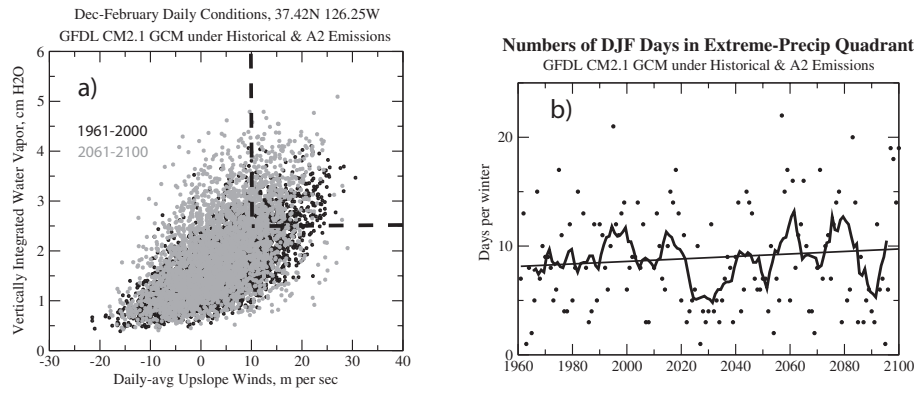 Dec-February Daily Conditions, 37.42N 126.25W
GFDL CM2.1 GCM under Historical & A2 Emissions
a)
1961-2000
2061-2100
Vertically Integrated Water Vapor, cm H2O
6
5
4
3
2
1
0
-30 -20 -10 0 10 20 30 40
Daily-avg Upslope Winds, m per sec
Numbers of DJF Days in Extreme-Precip Quadrant
GFDL CM2.1 GCM under Historical & A2 Emissions
b)
Days per winter
20
10
0
1960 1980 2000 2020 2040 2060 2080 2100